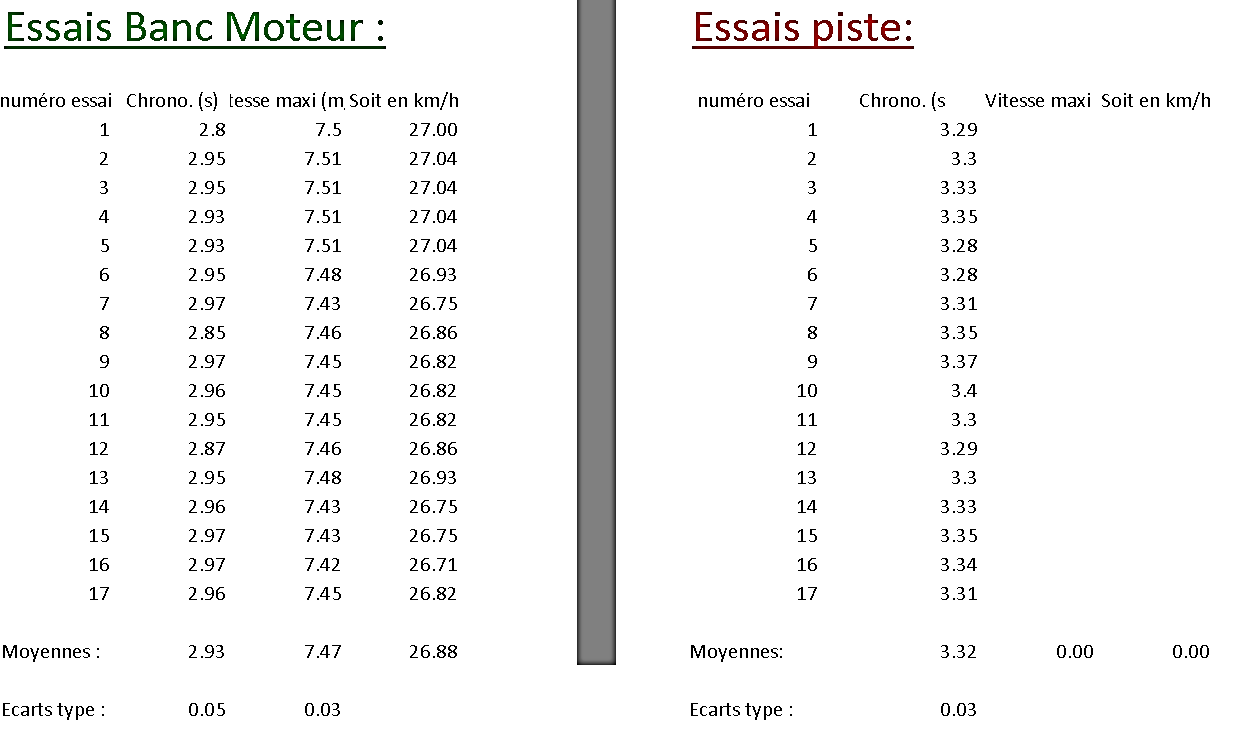 Essais Banc Moteur :
numéro essai Chrono. (s) tesse maxi (m Soit en km/h
1 2.8 7.5 27.00
2 2.95 7.51 27.04
3 2.95 7.51 27.04
4 2.93 7.51 27.04
5 2.93 7.51 27.04
6 2.95 7.48 26.93
7 2.97 7.43 26.75
8 2.85 7.46 26.86
9 2.97 7.45 26.82
10 2.96 7.45 26.82
11 2.95 7.45 26.82
12 2.87 7.46 26.86
13 2.95 7.48 26.93
14 2.96 7.43 26.75
15 2.97 7.43 26.75
16 2.97 7.42 26.71
17 2.96 7.45 26.82
Moyennes : 2.93 7.47 26.88
Ecarts type : 0.05 0.03
Essais piste:
numéro essai Chrono. (s Vitesse maxi Soit en km/h
1 3.29
2 3.3
3 3.33
4 3.35
5 3.28
6 3.28
7 3.31
8 3.35
9 3.37
10 3.4
11 3.3
12 3.29
13 3.3
14 3.33
15 3.35
16 3.34
17 3.31
Moyennes: 3.32 0.00 0.00
Ecarts type : 0.03